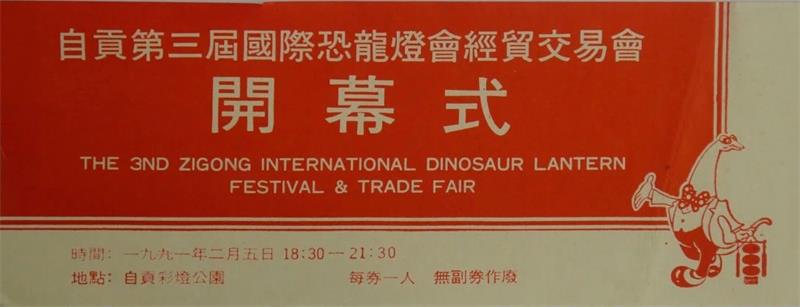 自貢第三屆國際恐龍燈會經貿交易會
開幕式
THE 3ND ZIGONG INTERNATIONAL DINOSAUR LANTERN
FESTIVAL & TRADE FAIR
時間：一九九一年二月五日 18:30—21:30
地點：自貢彩燈公園 每券一人 無副券作廢